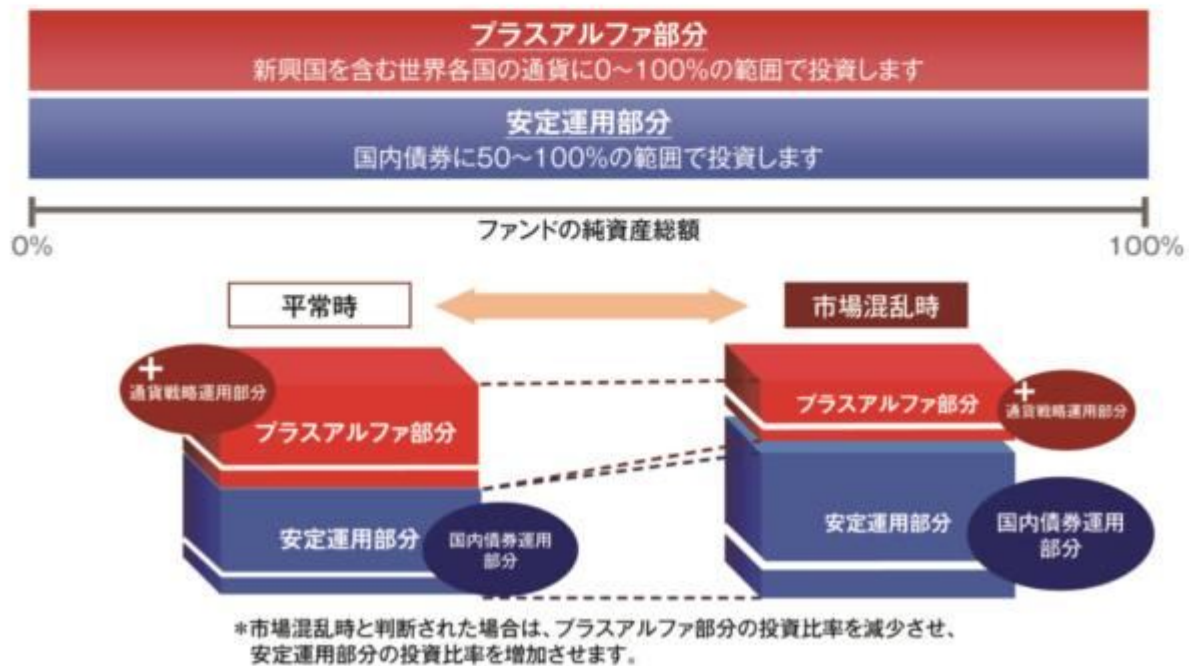 プラスアルファ部分
新興国を含む世界各国の通貨に0〜100%の範囲で投資します
安定運用部分
国内債券に50〜100%の範囲で投資します
0%
ファンドの純資産総額
100%
平常時
市場混乱時
+
通貨戦略運用部分
プラスアルファ部分
安定運用部分
国内債券運用
部分
プラスアルファ部分
+
通貨戦略運用部分
安定運用部分
国内債券運用
部分
*市場混乱時と判断された場合は、プラスアルファ部分の投資比率を減少させ、
安定運用部分の投資比率を増加させます。